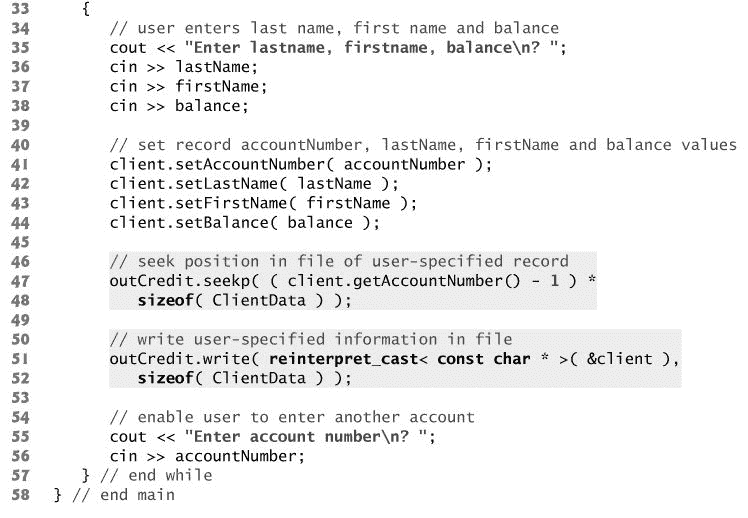 33 {
34 // user enters last name, first name and balance
35 cout << "Enter lastname, firstname, balance\n? ";
36 cin >> lastName;
37 cin >> firstName;
38 cin >> balance;
39
40 // set record accountNumber, lastName, firstName and balance values
41 client.setAccountNumber( accountNumber );
42 client.setLastName( lastName );
43 client.setFirstName( firstName );
44 client.setBalance( balance );
45
46 // seek position in file of user-specified record
47 outCredit.seekp( ( client.getAccountNumber() - 1 ) *
48 sizeof( ClientData ) );
49
50 // write user-specified information in file
51 outCredit.write( reinterpret_cast< const char * >( &client ),
52 sizeof( ClientData ) );
53
54 // enable user to enter another account
55 cout << "Enter account number\n? ";
56 cin >> accountNumber;
57 } // end while
58 } // end main